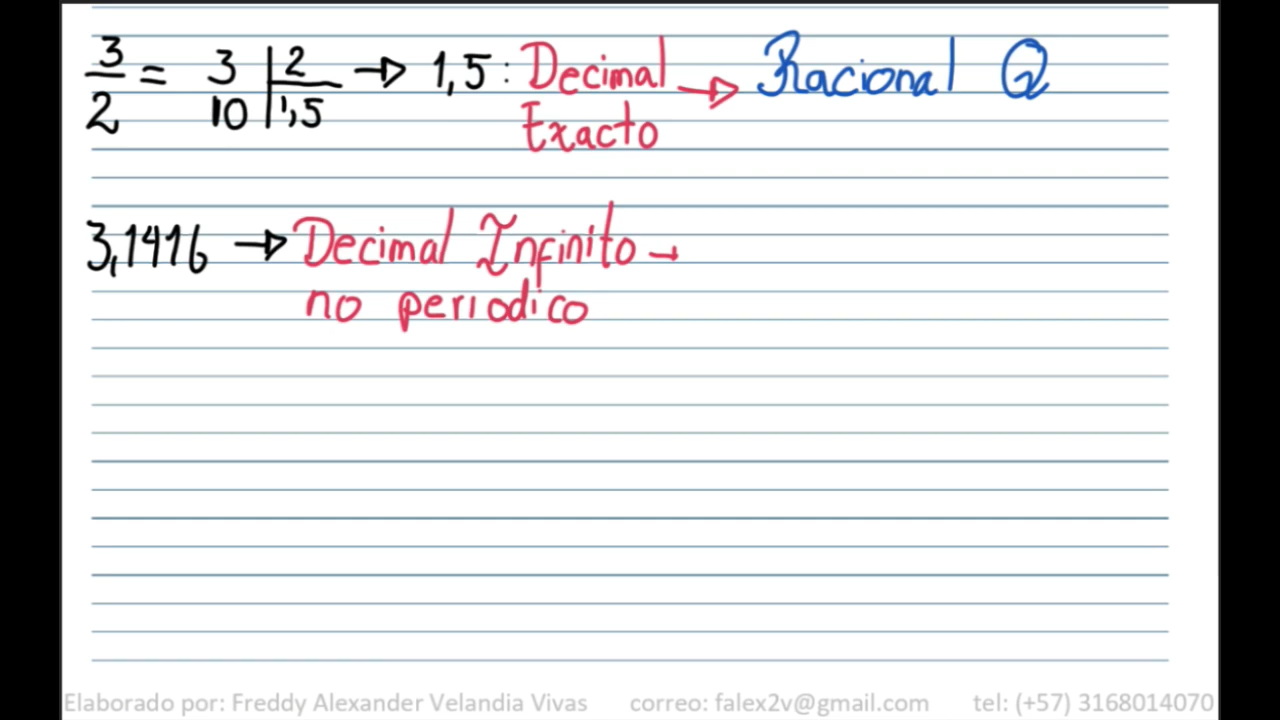 3/2 = 3 | 2 → 1,5 : Decimal → Racional Q
10 | 1,5 Exacto
3,1416 → Decimal Infinito →
no periodico
Elaborado por: Freddy Alexander Velandia Vivas correo: falex2v@gmail.com tel: (+57) 3168014070